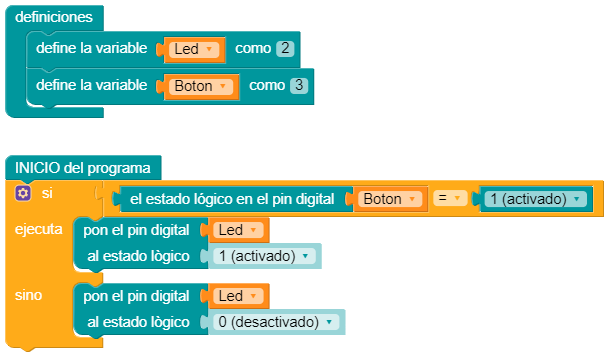 definiciones
define la variable Led como 2
define la variable Boton como 3
INICIO del programa
si el estado lógico en el pin digital Boton = 1 (activado)
ejecuta pon el pin digital Led
al estado lògico 1 (activado)
sino pon el pin digital Led
al estado lògico 0 (desactivado)